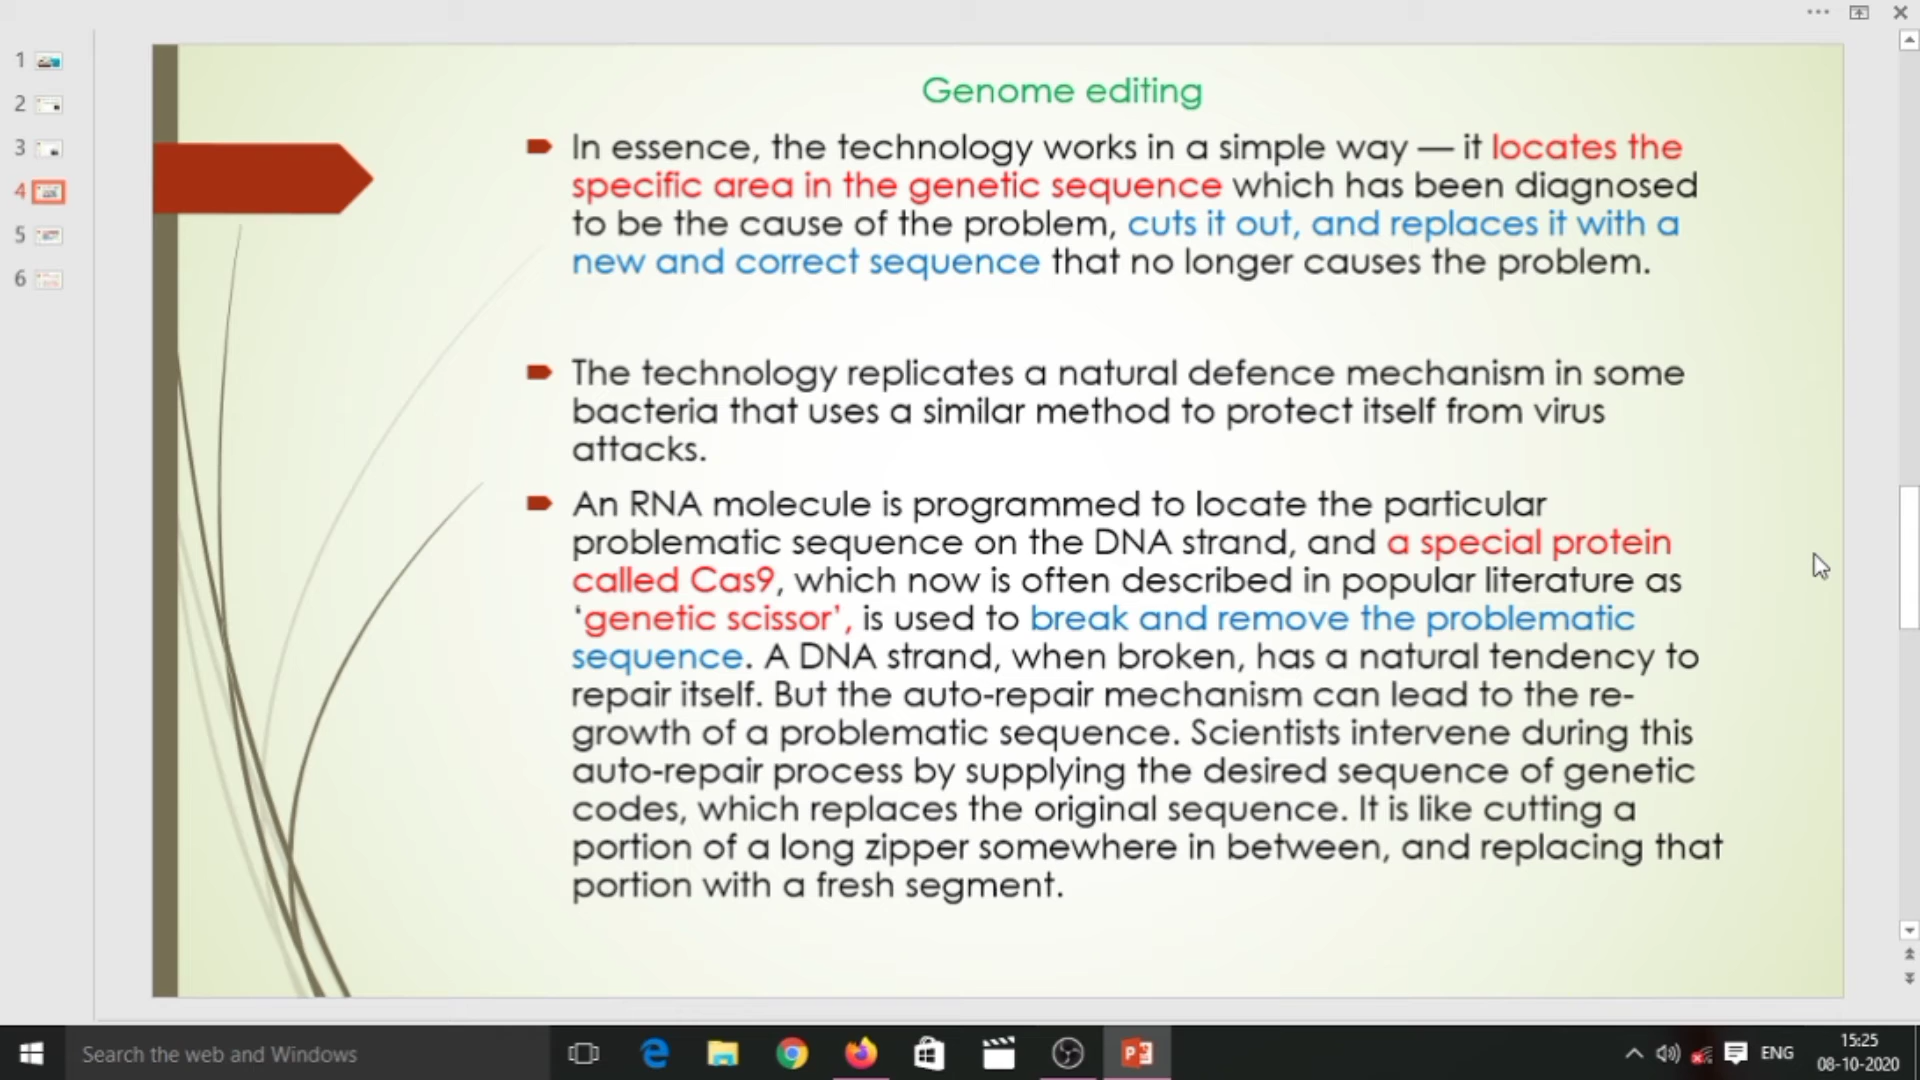 1
2
3
4
5
6
Genome editing
In essence, the technology works in a simple way — it locates the
specific area in the genetic sequence which has been diagnosed
to be the cause of the problem, cuts it out, and replaces it with a
new and correct sequence that no longer causes the problem.
The technology replicates a natural defence mechanism in some
bacteria that uses a similar method to protect itself from virus
attacks.
An RNA molecule is programmed to locate the particular
problematic sequence on the DNA strand, and a special protein
called Cas9, which now is often described in popular literature as
‘genetic scissor’, is used to break and remove the problematic
sequence. A DNA strand, when broken, has a natural tendency to
repair itself. But the auto-repair mechanism can lead to the re-
growth of a problematic sequence. Scientists intervene during this
auto-repair process by supplying the desired sequence of genetic
codes, which replaces the original sequence. It is like cutting a
portion of a long zipper somewhere in between, and replacing that
portion with a fresh segment.
Search the web and Windows
ENG
15:25
08-10-2020